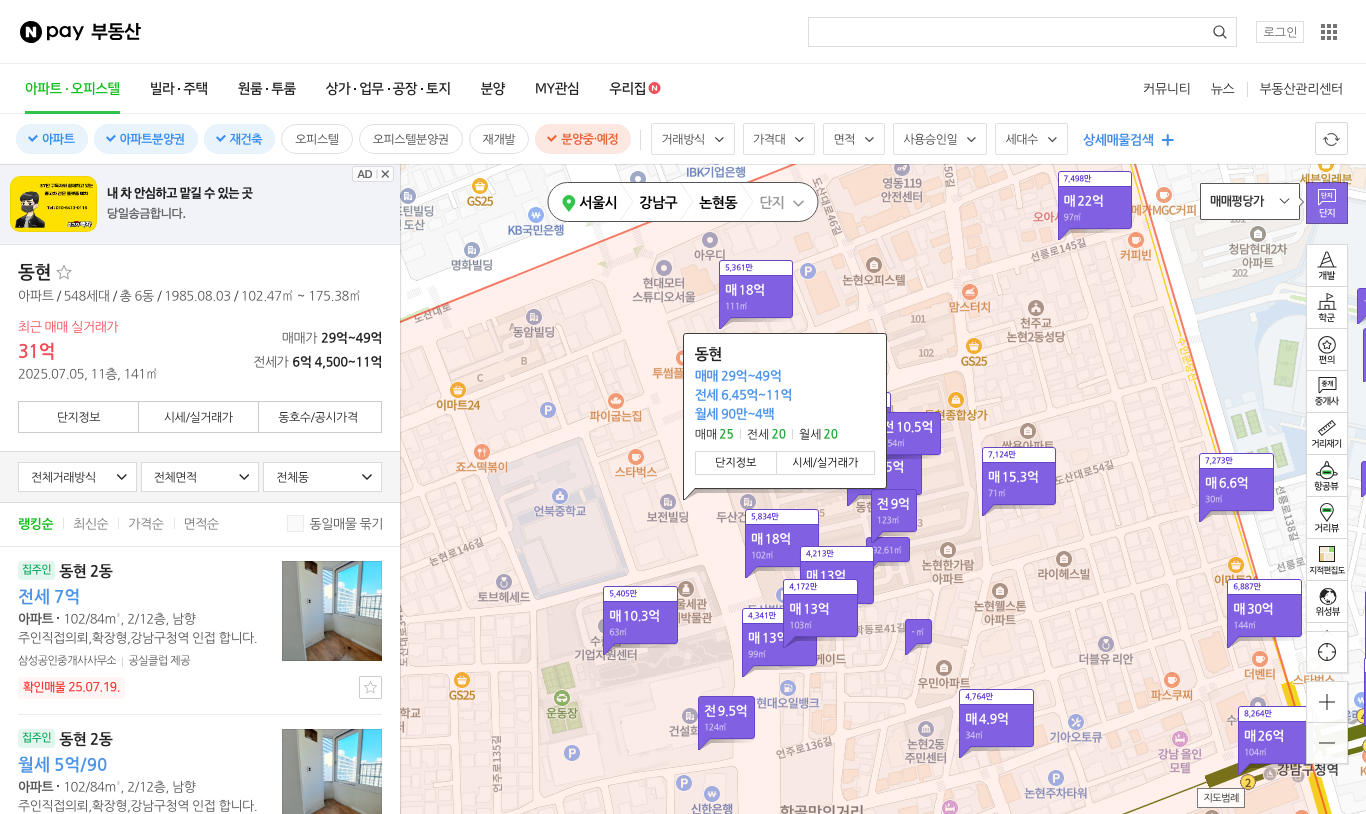 N pay 부동산
로그인
아파트 · 오피스텔
빌라 · 주택
원룸 · 투룸
상가 · 업무 · 공장 · 토지
분양
MY관심
우리집 N
커뮤니티
뉴스
부동산관리센터
아파트
아파트분양권
재건축
오피스텔
오피스텔분양권
재개발
분양중·예정
거래방식
가격대
면적
사용승인일
세대수
상세매물검색
AD
내 차 안심하고 맡길 수 있는 곳
당일송금합니다.
동현
아파트 / 548세대 / 총 6동 / 1985.08.03 / 102.47㎡ ~ 175.38㎡
최근 매매 실거래가
31억
2025.07.05, 11층, 141㎡
매매가 29억~49억
전세가 6억 4,500~11억
단지정보
시세/실거래가
동호수/공시가격
전체거래방식
전체면적
전체동
랭킹순
최신순
가격순
면적순
동일매물 묶기
집주인 동현 2동
전세 7억
아파트 · 102/84㎡, 2/12층, 남향
주인직접의뢰,확장형,강남구청역 인접 합니다.
삼성공인중개사사무소
공실클럽 제공
확인매물 25.07.19.
집주인 동현 2동
월세 5억/90
아파트 · 102/84㎡, 2/12층, 남향
주인직접의뢰,확장형,강남구청역 인접 합니다.
서울시
강남구
논현동
단지
매매평당가
단지
개발
학군
편의
중개
중개사
거리재기
항공뷰
거리뷰
지적편집도
위성뷰
지도범례
동현
매매 29억~49억
전세 6.45억~11억
월세 90만~4백
매매 25
전세 20
월세 20
단지정보
시세/실거래가
7,498만
매 22억
97㎡
5,361만
매 18억
111㎡
전 10.5억
54㎡
전 9억
123㎡
7,124만
매 15.3억
71㎡
7,273만
매 6.6억
30㎡
5,834만
매 18억
102㎡
4,213만
매 13억
4,172만
매 13억
103㎡
4,341만
매 13억
99㎡
5,405만
매 10.3억
63㎡
- ㎡
6,887만
매 30억
144㎡
전 9.5억
124㎡
4,764만
매 4.9억
34㎡
8,264만
매 26억
104㎡
IBK기업은행
GS25
KB국민은행
명화빌딩
아우디
현대모터
스튜디오서울
영동119
안전센터
논현오피스텔
맘스터치
천주교
논현2동성당
GS25
메가MGC커피
커피빈
청담현대2차
아파트
202
101
102
도산대로
도산대로46길
선릉로145길
동암빌딩
C
B
이마트24
파이굽는집
죠스떡볶이
스타벅스
언북중학교
보전빌딩
논현로146길
토브헤세드
GS25
운동장
현대오일뱅크
언주로135길
언주로136길
신한은행
논현한가람
아파트
라이헤스빌
논현웰스톤
아파트
더블유 리안
우민아파트
논현2동
주민센터
기아오토큐
논현주차타워
강남 올인
모텔
파스쿠찌
더벤티
도산대로54길
선릉로138길
강남구청역
2